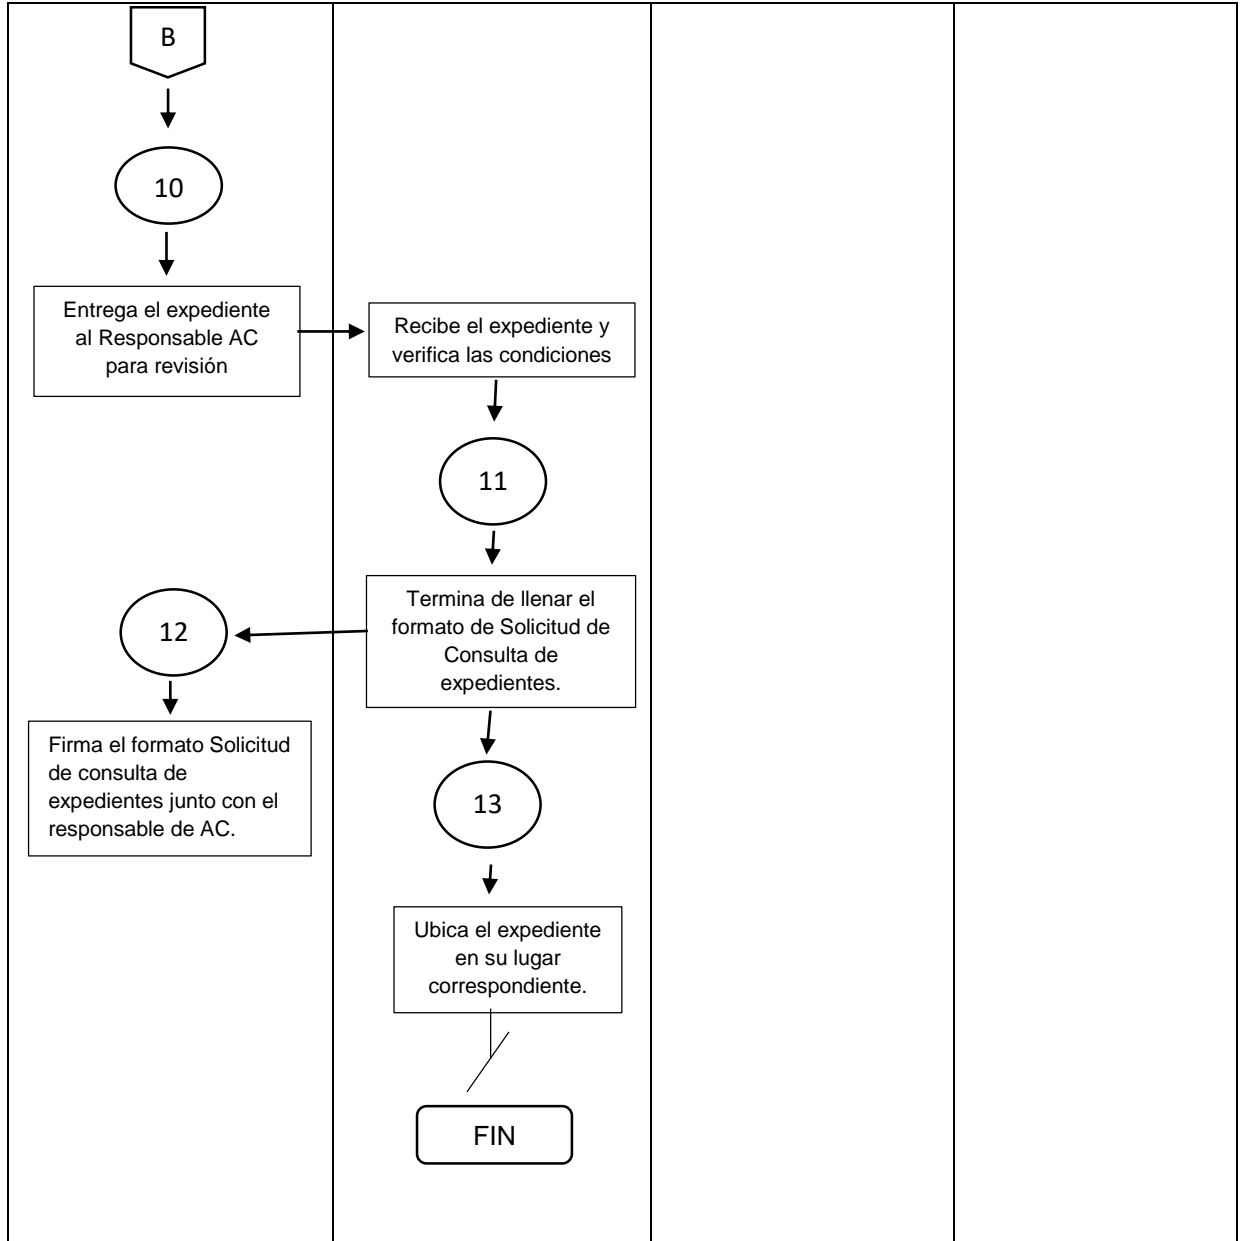 B
10
Entrega el expediente
al Responsable AC
para revisión
Recibe el expediente y
verifica las condiciones
11
Termina de llenar el
formato de Solicitud de
Consulta de
expedientes.
12
Firma el formato Solicitud
de consulta de
expedientes junto con el
responsable de AC.
13
Ubica el expediente
en su lugar
correspondiente.
FIN